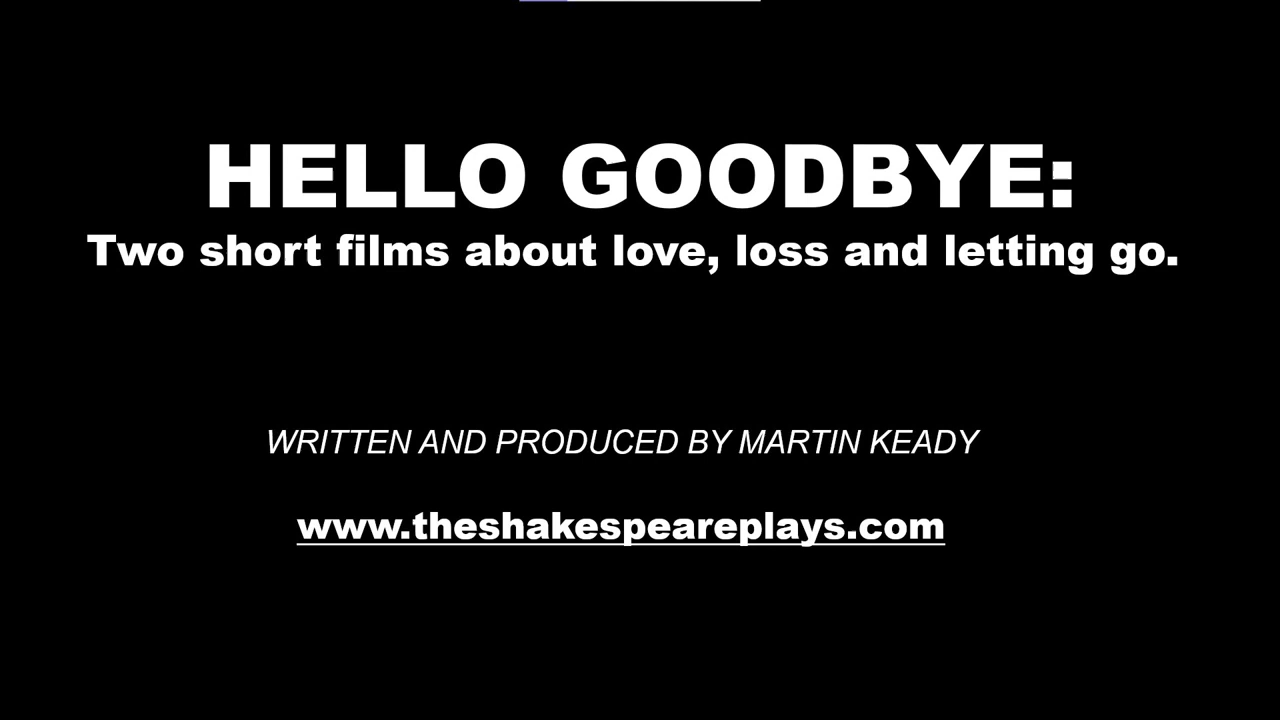 HELLO GOODBYE:
Two short films about love, loss and letting go.
WRITTEN AND PRODUCED BY MARTIN KEADY
www.theshakespeareplays.com